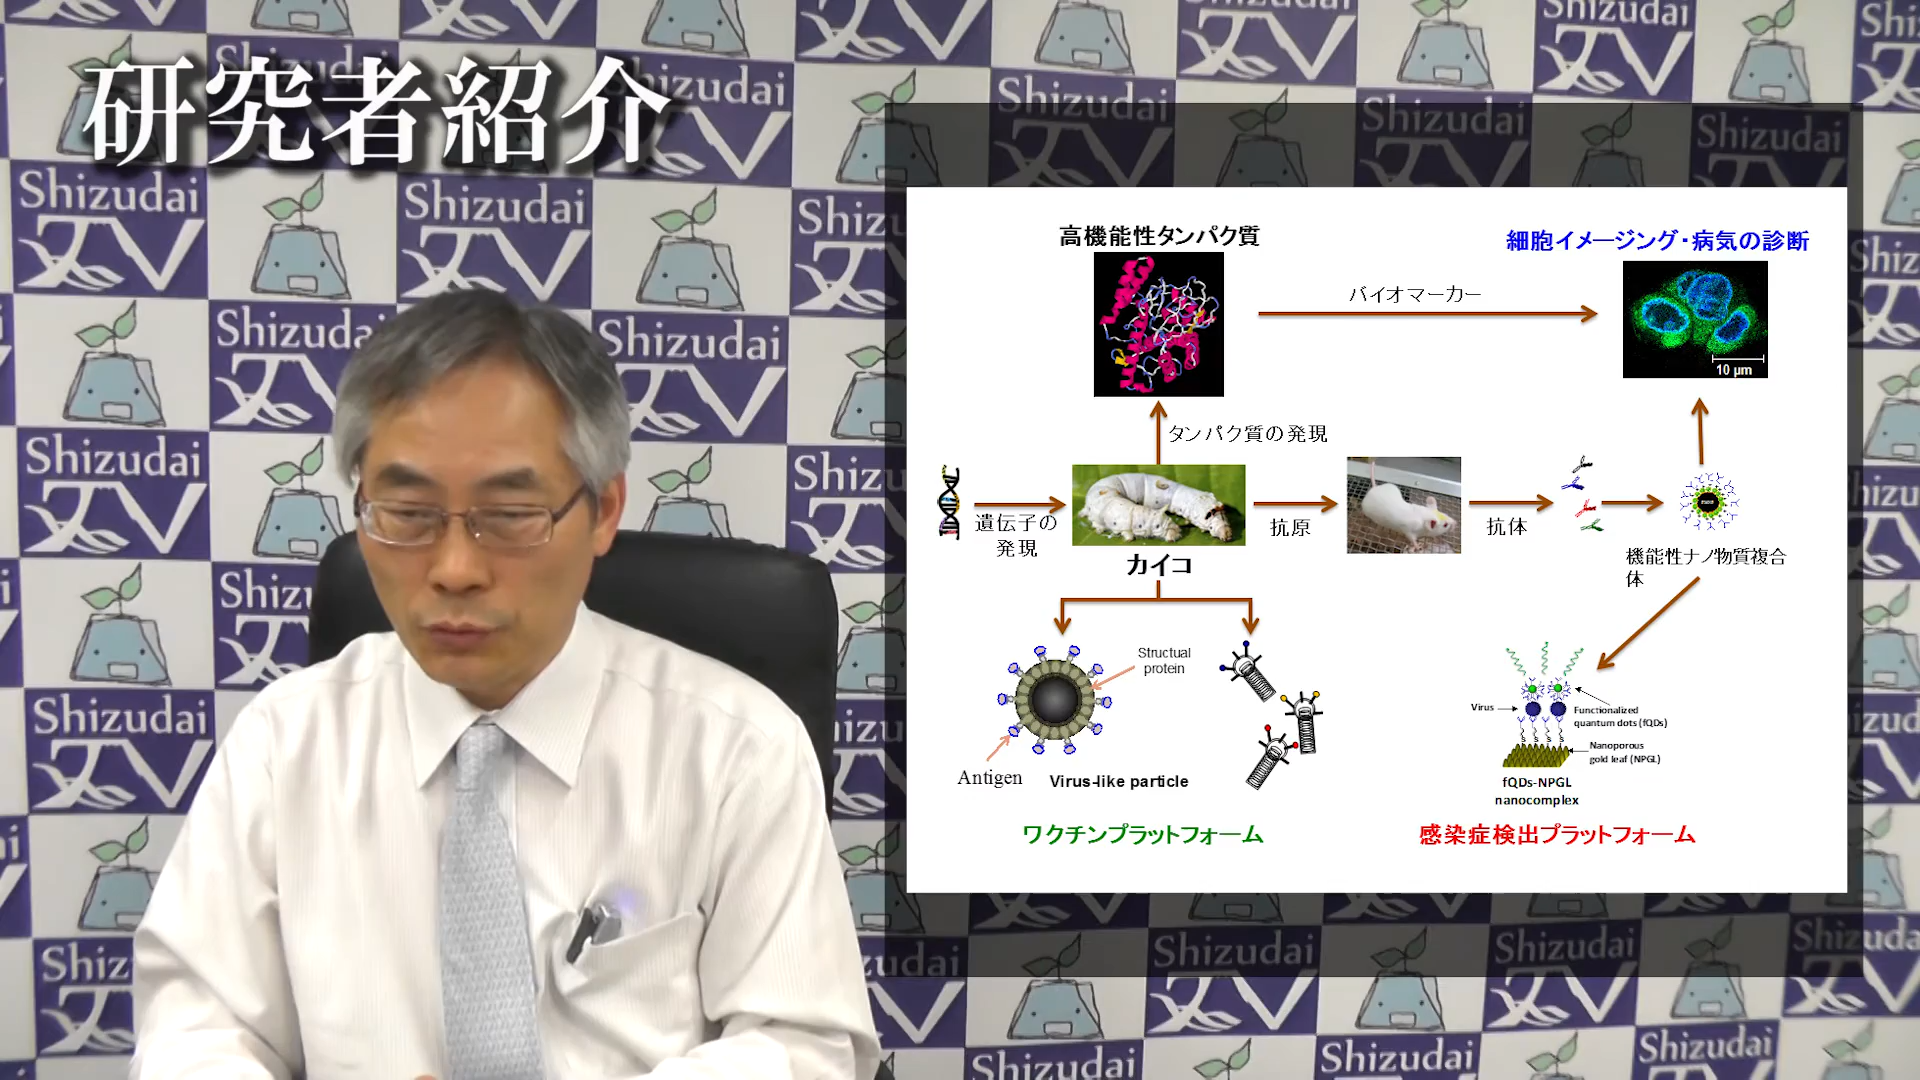 研究者紹介
Shizudai
TV
高機能性タンパク質
細胞イメージング・病気の診断
バイオマーカー
10 µm
タンパク質の発現
遺伝子の
発現
カイコ
抗原
抗体
機能性ナノ物質複合
体
Structual
protein
Antigen
Virus-like particle
Virus
Functionalized
quantum dots (fQDs)
Nanoporous
gold leaf (NPGL)
fQDs-NPGL
nanocomplex
ワクチンプラットフォーム
感染症検出プラットフォーム